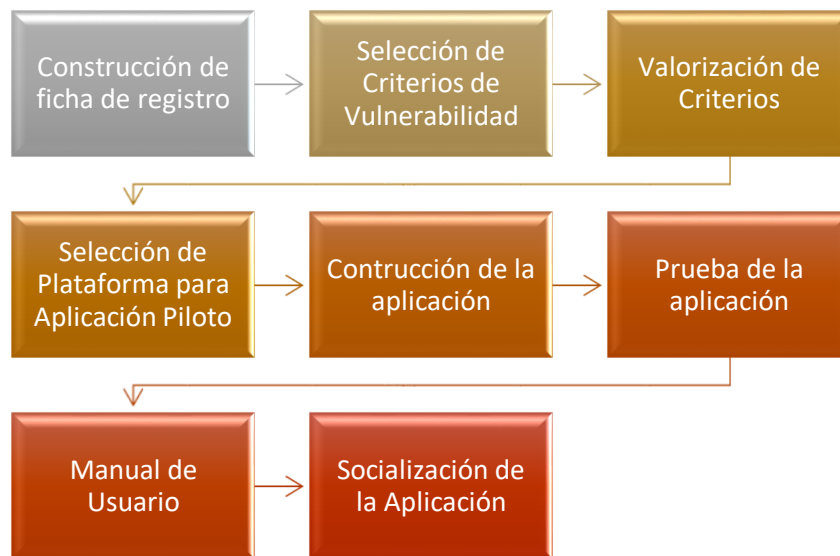 Construcción de
ficha de registro
Selección de
Criterios de
Vulnerabilidad
Valorización de
Criterios
Selección de
Plataforma para
Aplicación Piloto
Contrucción de la
aplicación
Prueba de la
aplicación
Manual de
Usuario
Socialización de
la Aplicación